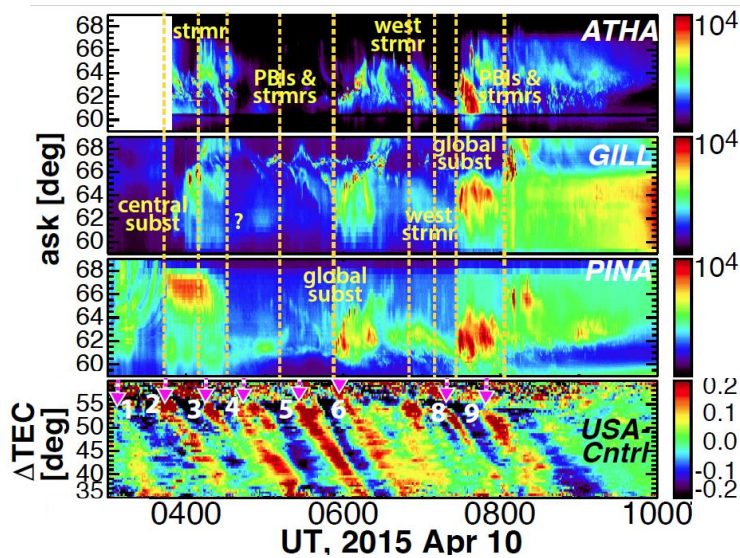 ATHA
10⁴
strmr
west
strmr
PBIs &
strmrs
PBIs &
strmrs
68
66
64
62
60
GILL
10⁴
global
subst
central
subst
?
west
strmr
68
66
64
62
60
ask [deg]
PINA
10⁴
global
subst
68
66
64
62
60
1 2 3 4 5 6 8 9
USA-
Cntrl
ΔTEC
[deg]
55
50
45
40
35
0.2
0.1
0.0
-0.1
-0.2
0400 0600 0800 1000
UT, 2015 Apr 10